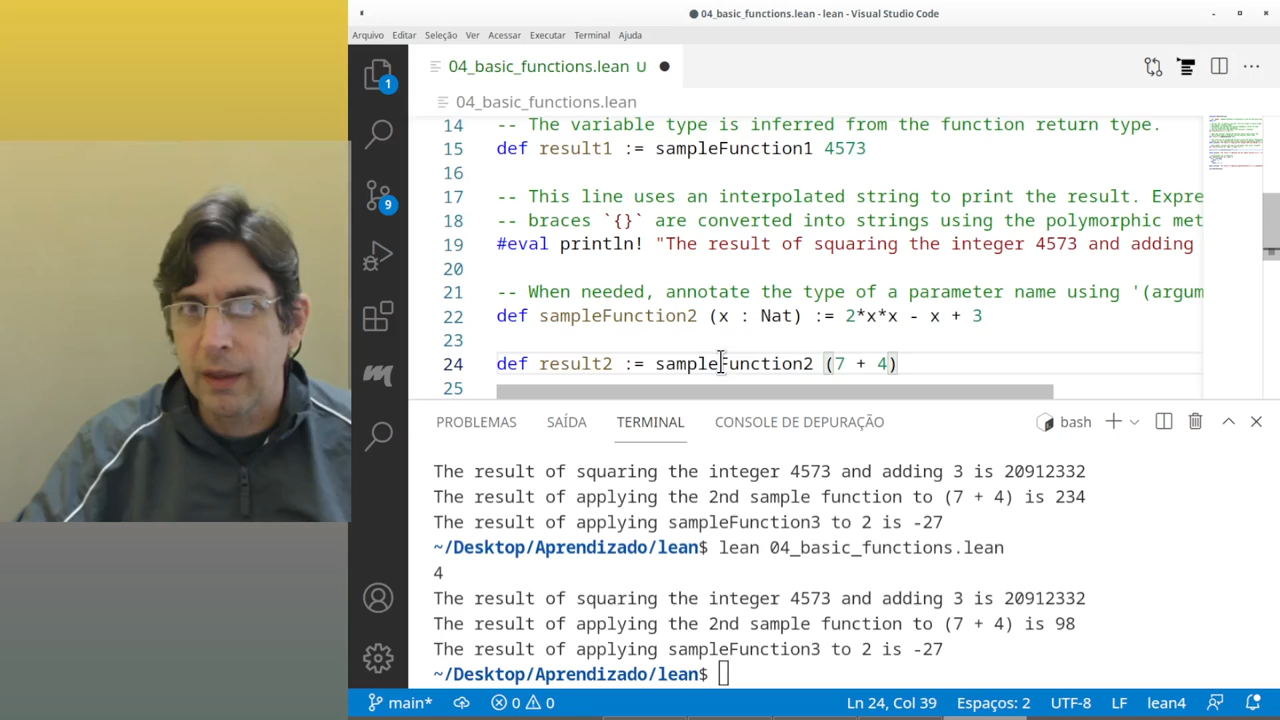 04_basic_functions.lean - lean - Visual Studio Code
Arquivo Editar Seleção Ver Acessar Executar Terminal Ajuda
04_basic_functions.lean U
04_basic_functions.lean
1
9
14 -- The variable type is inferred from the function return type.
15 def result1 := sampleFunction1 4573
16
17 -- This line uses an interpolated string to print the result. Expre
18 -- braces `{}` are converted into strings using the polymorphic met
19 #eval println! "The result of squaring the integer 4573 and adding
20
21 -- When needed, annotate the type of a parameter name using '(argum
22 def sampleFunction2 (x : Nat) := 2*x*x - x + 3
23
24 def result2 := sampleFunction2 (7 + 4)
25
PROBLEMAS SAÍDA TERMINAL CONSOLE DE DEPURAÇÃO bash
The result of squaring the integer 4573 and adding 3 is 20912332
The result of applying the 2nd sample function to (7 + 4) is 234
The result of applying sampleFunction3 to 2 is -27
~/Desktop/Aprendizado/lean$ lean 04_basic_functions.lean
4
The result of squaring the integer 4573 and adding 3 is 20912332
The result of applying the 2nd sample function to (7 + 4) is 98
The result of applying sampleFunction3 to 2 is -27
~/Desktop/Aprendizado/lean$
main* 0 0 Ln 24, Col 39 Espaços: 2 UTF-8 LF lean4